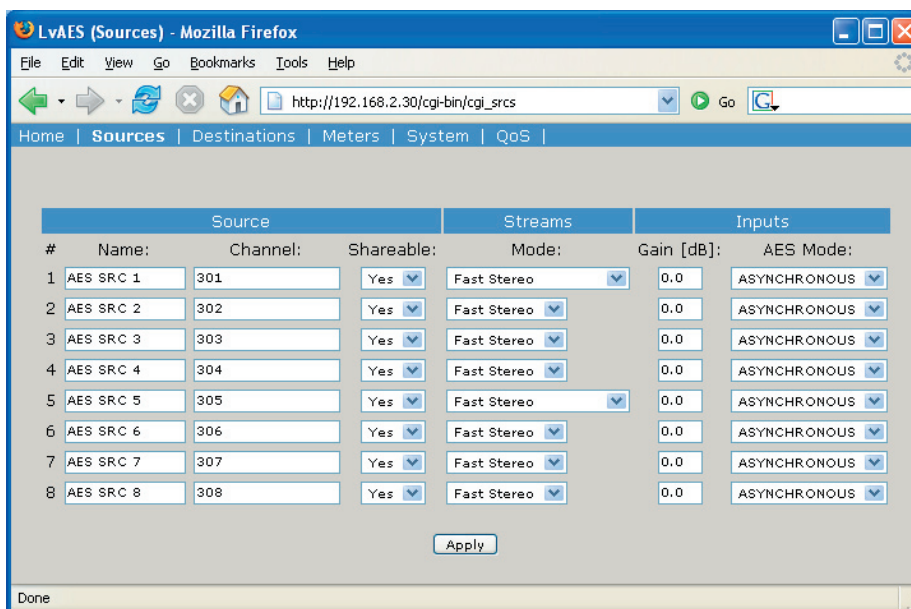 LvAES (Sources) - Mozilla Firefox
File Edit View Go Bookmarks Tools Help
http://192.168.2.30/cgi-bin/cgi_srcs Go G
Home | Sources | Destinations | Meters | System | QoS |
Source Streams Inputs
# Name: Channel: Shareable: Mode: Gain [dB]: AES Mode:
1 AES SRC 1 301 Yes Fast Stereo 0.0 ASYNCHRONOUS
2 AES SRC 2 302 Yes Fast Stereo 0.0 ASYNCHRONOUS
3 AES SRC 3 303 Yes Fast Stereo 0.0 ASYNCHRONOUS
4 AES SRC 4 304 Yes Fast Stereo 0.0 ASYNCHRONOUS
5 AES SRC 5 305 Yes Fast Stereo 0.0 ASYNCHRONOUS
6 AES SRC 6 306 Yes Fast Stereo 0.0 ASYNCHRONOUS
7 AES SRC 7 307 Yes Fast Stereo 0.0 ASYNCHRONOUS
8 AES SRC 8 308 Yes Fast Stereo 0.0 ASYNCHRONOUS
Apply
Done